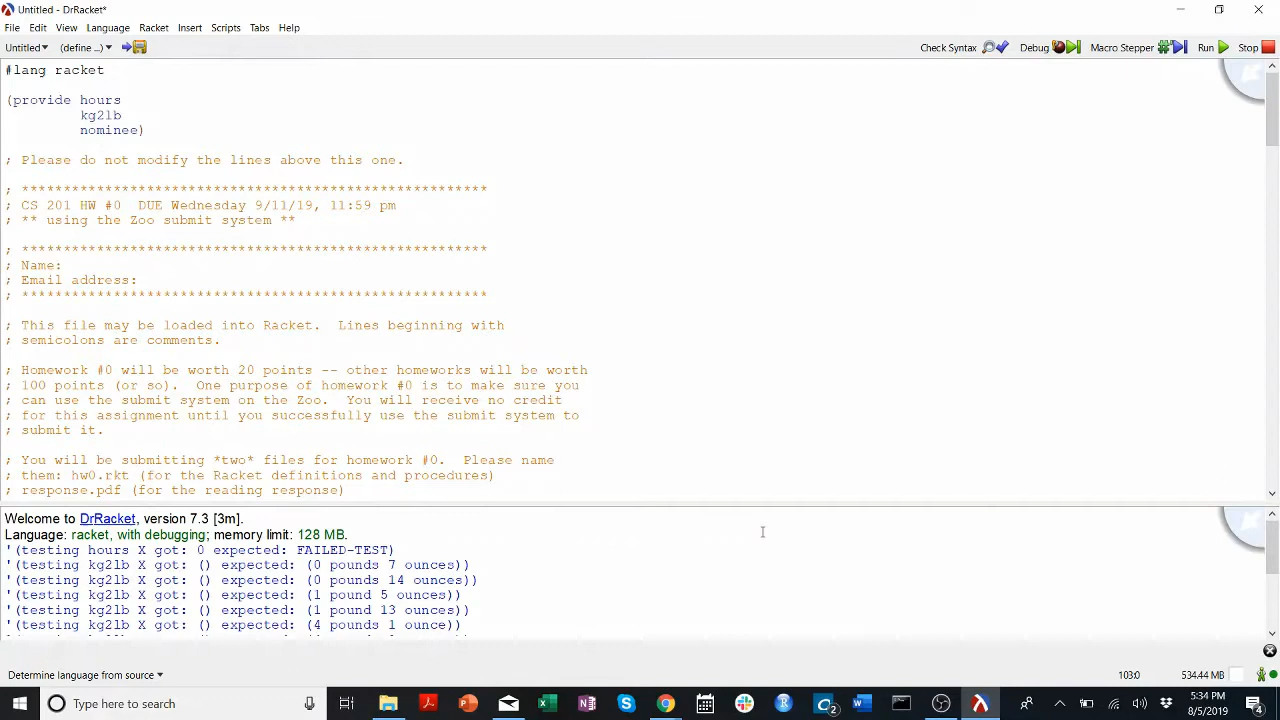 Untitled - DrRacket*
File Edit View Language Racket Insert Scripts Tabs Help
Untitled (define ...) Check Syntax Debug Macro Stepper Run Stop
#lang racket
(provide hours
kg2lb
nominee)
; Please do not modify the lines above this one.
; ********************************************************
; CS 201 HW #0  DUE Wednesday 9/11/19, 11:59 pm
; ** using the Zoo submit system **
; ********************************************************
; Name:
; Email address:
; ********************************************************
; This file may be loaded into Racket.  Lines beginning with
; semicolons are comments.
; Homework #0 will be worth 20 points -- other homeworks will be worth
; 100 points (or so).  One purpose of homework #0 is to make sure you
; can use the submit system on the Zoo.  You will receive no credit
; for this assignment until you successfully use the submit system to
; submit it.
; You will be submitting *two* files for homework #0.  Please name
; them: hw0.rkt (for the Racket definitions and procedures)
; response.pdf (for the reading response)
Welcome to DrRacket, version 7.3 [3m].
Language: racket, with debugging; memory limit: 128 MB.
'(testing hours X got: 0 expected: FAILED-TEST)
'(testing kg2lb X got: () expected: (0 pounds 7 ounces))
'(testing kg2lb X got: () expected: (0 pounds 14 ounces))
'(testing kg2lb X got: () expected: (1 pound 5 ounces))
'(testing kg2lb X got: () expected: (1 pound 13 ounces))
'(testing kg2lb X got: () expected: (4 pounds 1 ounce))
Determine language from source 103:0 534.44 MB
Type here to search
5:34 PM
8/5/2019